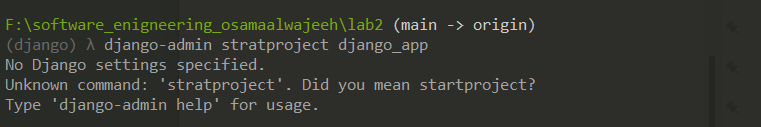 F:\software_enigneering_osamaalwajeeh\lab2 (main -> origin)
(django) λ django-admin stratproject django_app
No Django settings specified.
Unknown command: 'stratproject'. Did you mean startproject?
Type 'django-admin help' for usage.